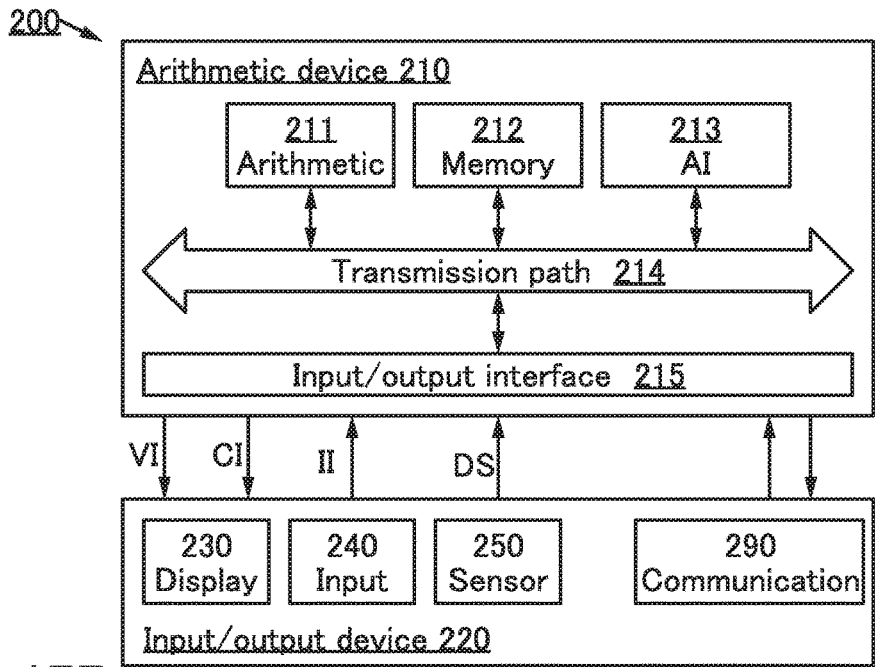 200
Arithmetic device 210
211
Arithmetic
212
Memory
213
AI
Transmission path 214
Input/output interface 215
VI
CI
II
DS
230
Display
240
Input
250
Sensor
290
Communication
Input/output device 220